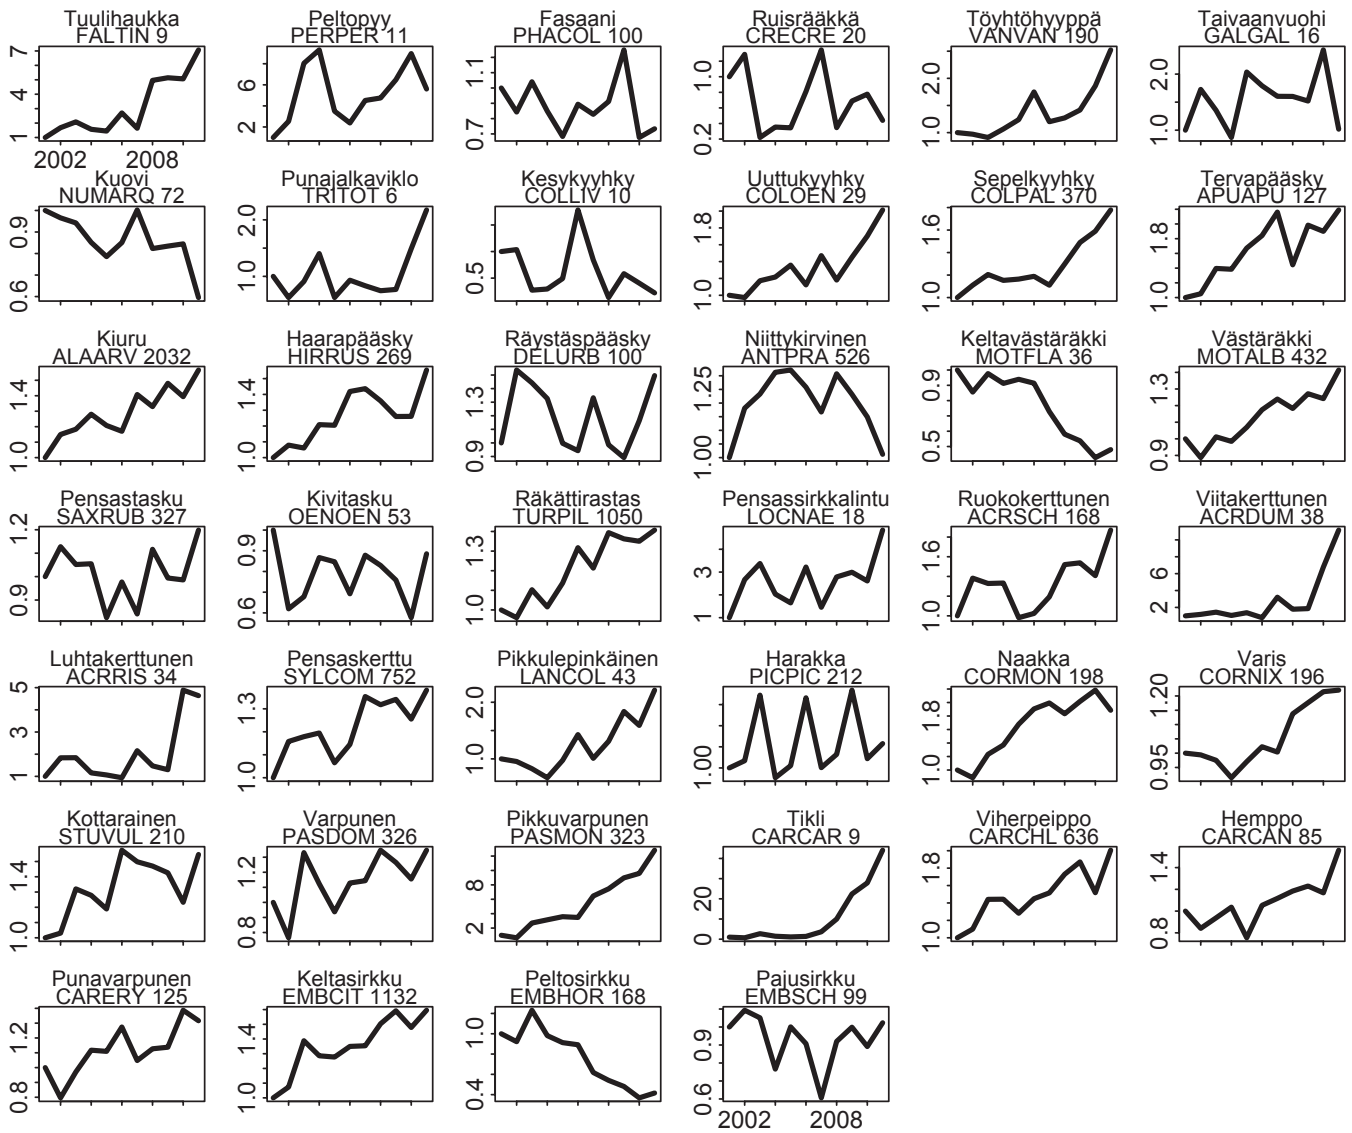 Tuulihaukka
FALTIN 9
1 4 7
2002 2008
Peltopyy
PERPER 11
2 6
Fasaani
PHACOL 100
0.7 1.1
Ruisrääkkä
CRECRE 20
0.2 1.0
Töyhtöhyyppä
VANVAN 190
1.0 2.0
Taivaanvuohi
GALGAL 16
1.0 2.0
Kuovi
NUMARQ 72
0.6 0.9
Punajalkaviklo
TRITOT 6
1.0 2.0
Kesykyyhky
COLLIV 10
0.5
Uuttukyyhky
COLOEN 29
1.0 1.8
Sepelkyyhky
COLPAL 370
1.0 1.6
Tervapääsky
APUAPU 127
1.0 1.8
Kiuru
ALAARV 2032
1.0 1.4
Haarapääsky
HIRRUS 269
1.0 1.4
Räystäspääsky
DELURB 100
0.9 1.3
Niittykirvinen
ANTPRA 526
1.00 1.25
Keltavästäräkki
MOTFLA 36
0.5 0.9
Västäräkki
MOTALB 432
0.9 1.3
Pensastasku
SAXRUB 327
0.9 1.2
Kivitasku
OENOEN 53
0.6 0.9
Räkättirastas
TURPIL 1050
1.0 1.3
Pensassirkkalintu
LOCNAE 18
1 3
Ruokokerttunen
ACRSCH 168
1.0 1.6
Viitakerttunen
ACRDUM 38
2 6
Luhtakerttunen
ACRRIS 34
1 3 5
Pensaskerttu
SYLCOM 752
1.0 1.3
Pikkulepinkäinen
LANCOL 43
1.0 2.0
Harakka
PICPIC 212
1.00
Naakka
CORMON 198
1.0 1.8
Varis
CORNIX 196
0.95 1.20
Kottarainen
STUVUL 210
1.0 1.4
Varpunen
PASDOM 326
0.8 1.2
Pikkuvarpunen
PASMON 323
2 8
Tikli
CARCAR 9
0 20
Viherpeippo
CARCHL 636
1.0 1.8
Hemppo
CARCAN 85
0.8 1.4
Punavarpunen
CARERY 125
0.8 1.2
Keltasirkku
EMBCIT 1132
1.0 1.4
Peltosirkku
EMBHOR 168
0.4 1.0
Pajusirkku
EMBSCH 99
0.6 0.9
2002 2008